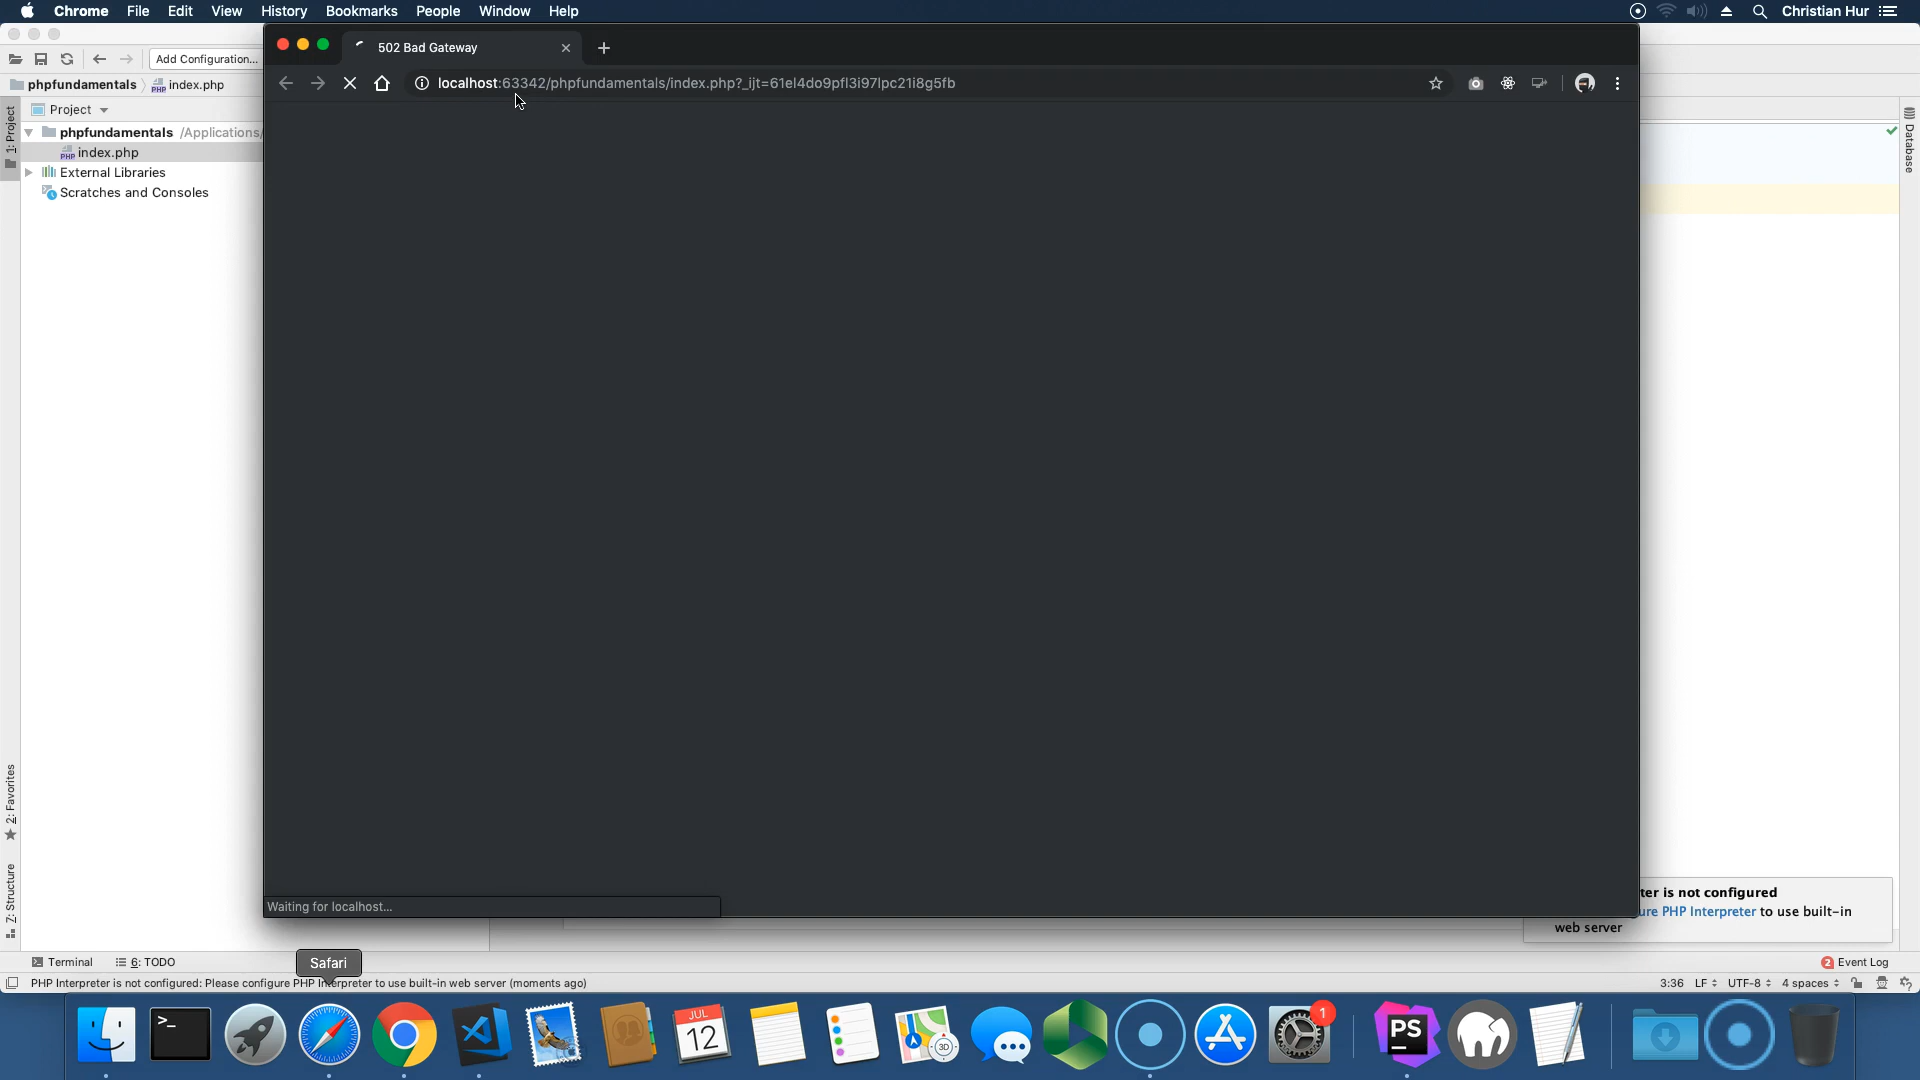 Chrome File Edit View History Bookmarks People Window Help Christian Hur
502 Bad Gateway
Add Configuration...
localhost:63342/phpfundamentals/index.php?_ijt=61el4do9pfl3i97lpc21i8g5fb
phpfundamentals index.php
Project
phpfundamentals /Applications/
index.php
External Libraries
Scratches and Consoles
1: Project
Database
2: Favorites
Z: Structure
Waiting for localhost...
ter is not configured
ure PHP Interpreter to use built-in
web server
Terminal 6: TODO
2 Event Log
Safari
PHP Interpreter is not configured: Please configure PHP Interpreter to use built-in web server (moments ago)
3:36 LF UTF-8 4 spaces
JUL
12
3D
1
PS